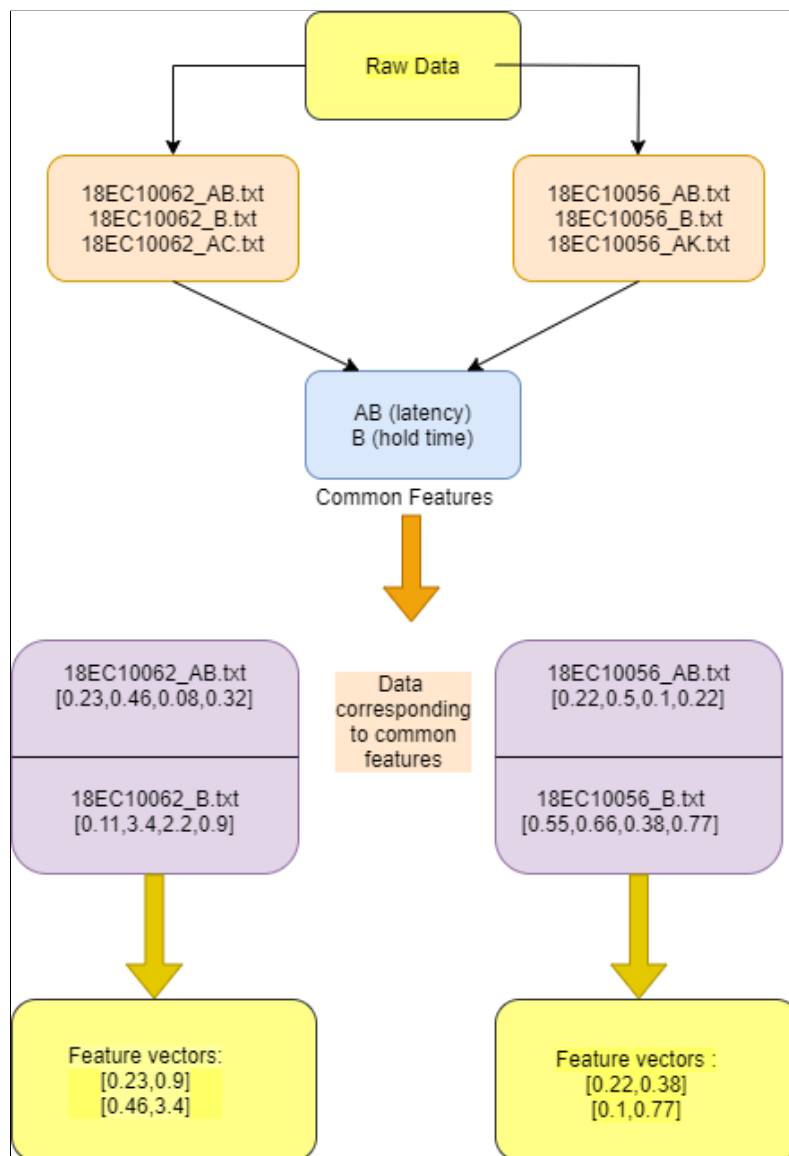 Raw Data
18EC10062_AB.txt
18EC10062_B.txt
18EC10062_AC.txt
18EC10056_AB.txt
18EC10056_B.txt
18EC10056_AK.txt
AB (latency)
B (hold time)
Common Features
18EC10062_AB.txt
[0.23,0.46,0.08,0.32]
18EC10062_B.txt
[0.11,3.4,2.2,0.9]
Data
corresponding
to common
features
18EC10056_AB.txt
[0.22,0.5,0.1,0.22]
18EC10056_B.txt
[0.55,0.66,0.38,0.77]
Feature vectors:
[0.23,0.9]
[0.46,3.4]
Feature vectors :
[0.22,0.38]
[0.1,0.77]